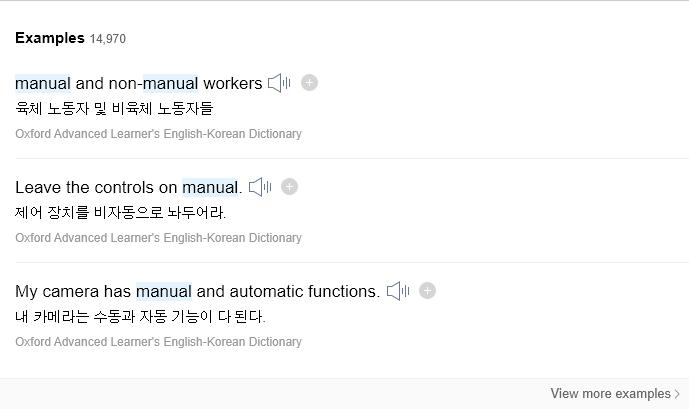 Examples 14,970
manual and non-manual workers
육체 노동자 및 비육체 노동자들
Oxford Advanced Learner's English-Korean Dictionary
Leave the controls on manual.
제어 장치를 비자동으로 놔두어라.
Oxford Advanced Learner's English-Korean Dictionary
My camera has manual and automatic functions.
내 카메라는 수동과 자동 기능이 다 된다.
Oxford Advanced Learner's English-Korean Dictionary
View more examples